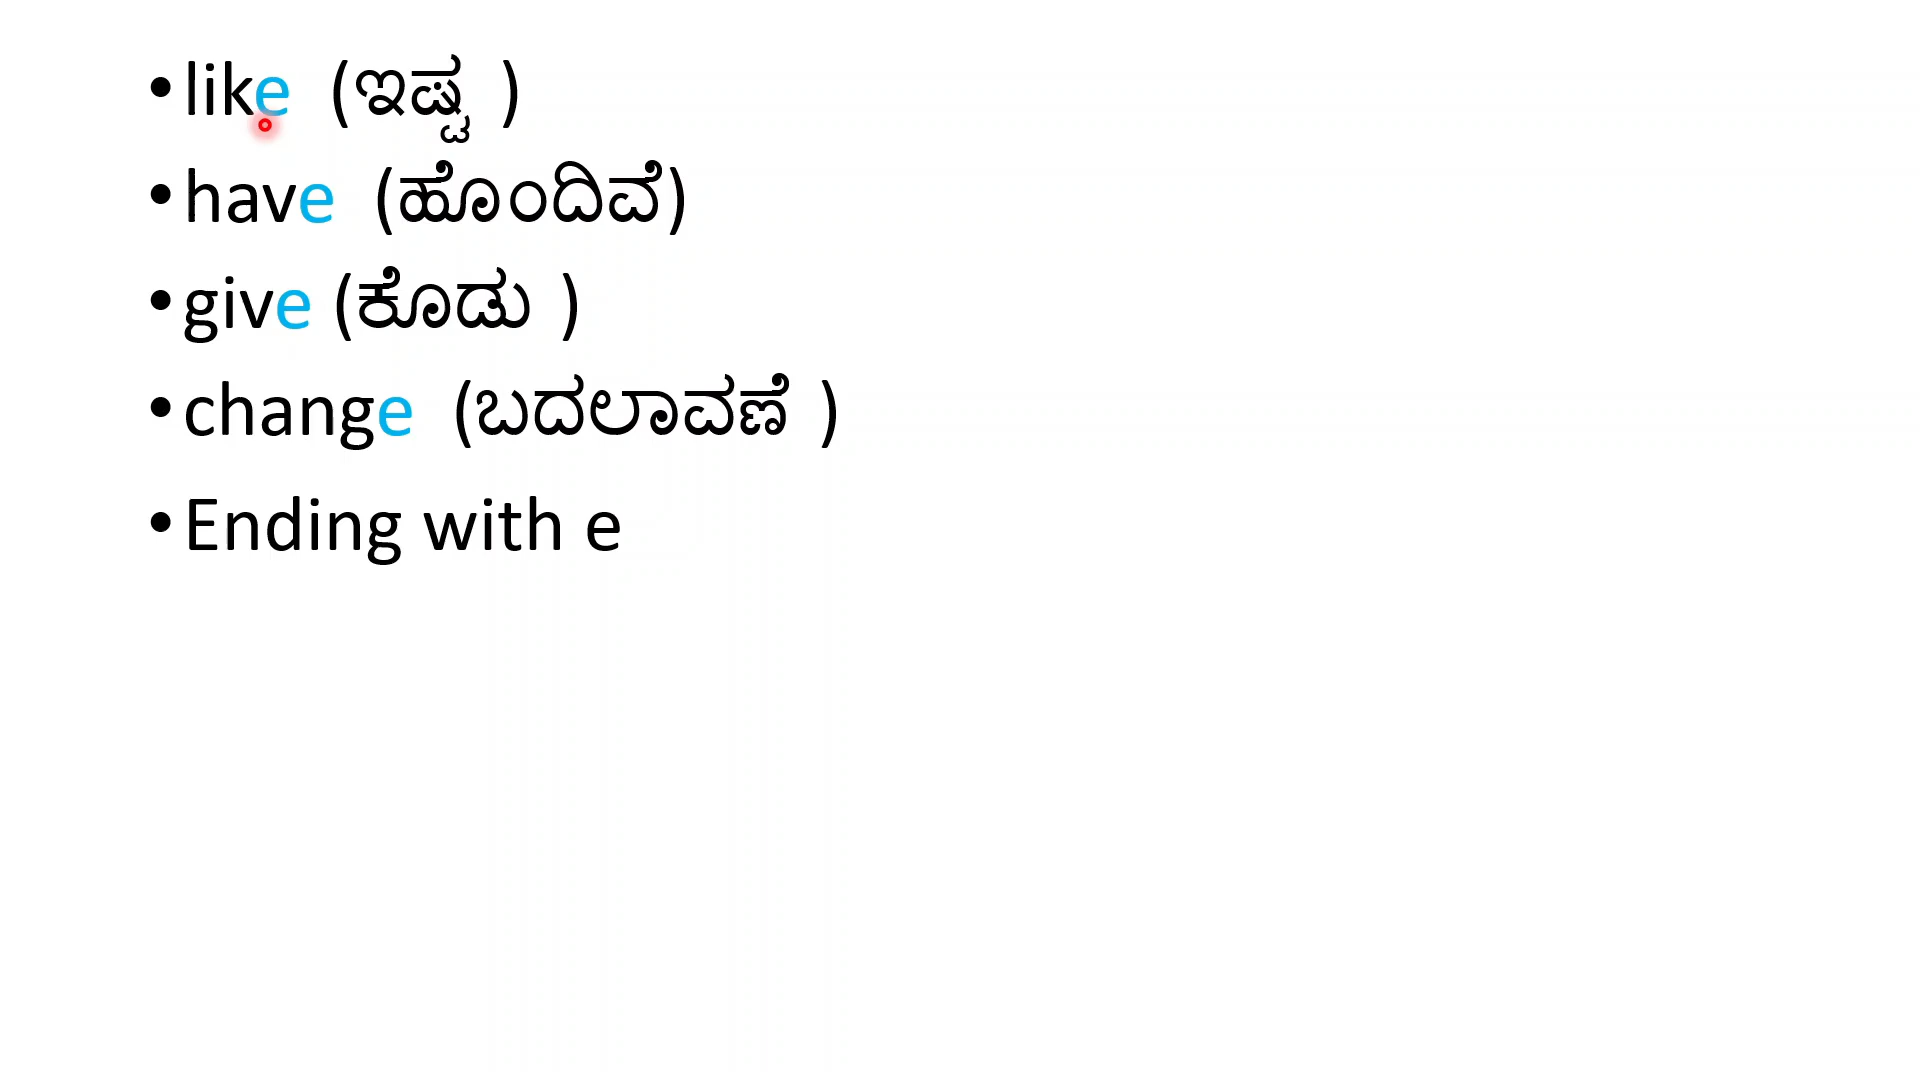 •like (ಇಷ್ಟ )
•have (ಹೊಂದಿವೆ)
•give (ಕೊಡು )
•change (ಬದಲಾವಣೆ )
•Ending with e